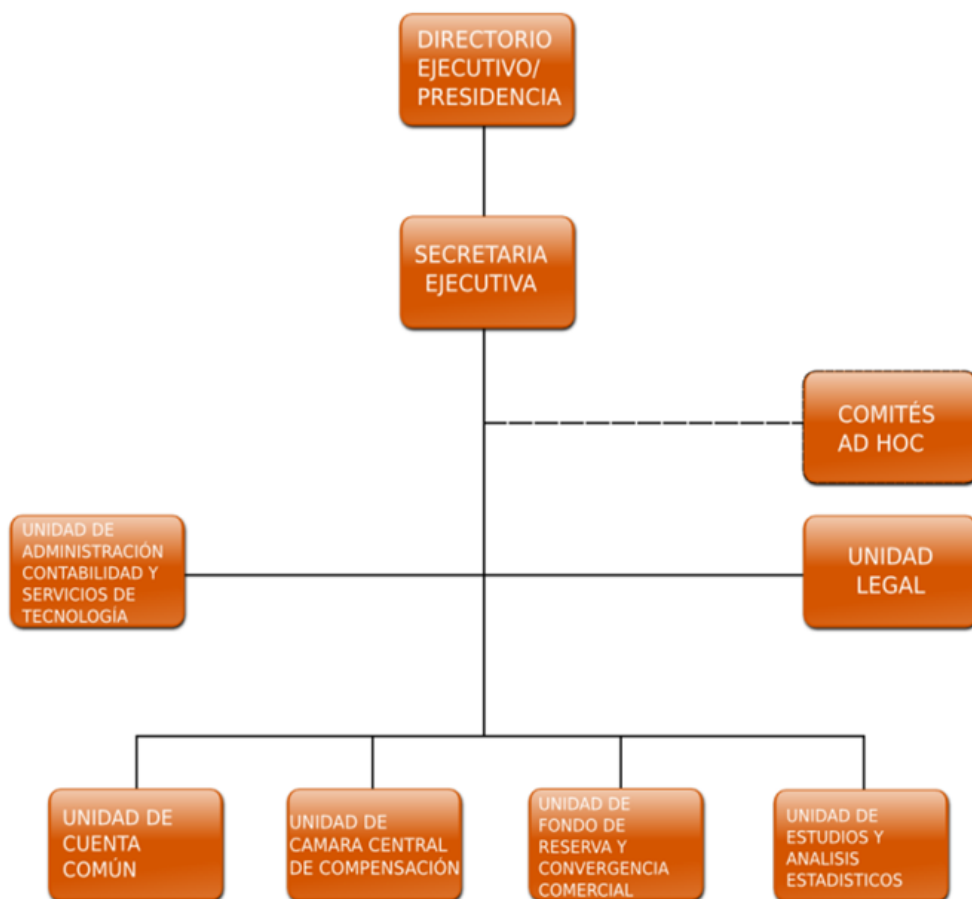 DIRECTORIO
EJECUTIVO/
PRESIDENCIA
SECRETARIA
EJECUTIVA
COMITÉS
AD HOC
UNIDAD DE
ADMINISTRACIÓN
CONTABILIDAD Y
SERVICIOS DE
TECNOLOGÍA
UNIDAD
LEGAL
UNIDAD DE
CUENTA
COMÚN
UNIDAD DE
CAMARA CENTRAL
DE COMPENSACIÓN
UNIDAD DE
FONDO DE
RESERVA Y
CONVERGENCIA
COMERCIAL
UNIDAD DE
ESTUDIOS Y
ANALISIS
ESTADISTICOS